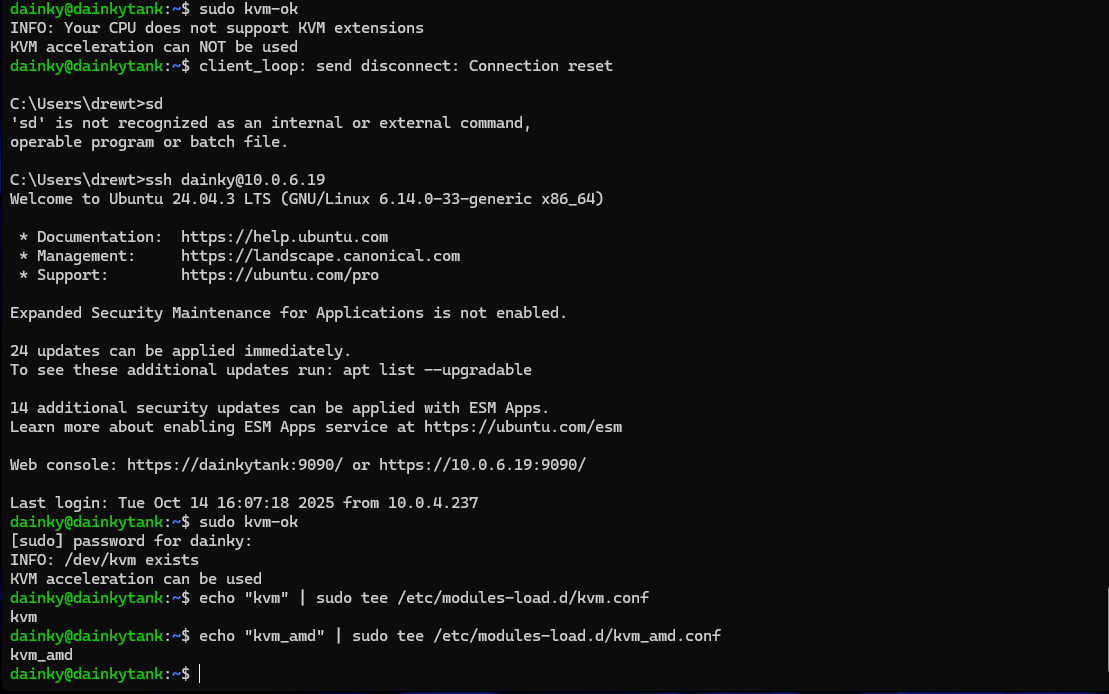 dainky@dainkytank:~$ sudo kvm-ok
INFO: Your CPU does not support KVM extensions
KVM acceleration can NOT be used
dainky@dainkytank:~$ client_loop: send disconnect: Connection reset
C:\Users\drewt>sd
'sd' is not recognized as an internal or external command,
operable program or batch file.
C:\Users\drewt>ssh dainky@10.0.6.19
Welcome to Ubuntu 24.04.3 LTS (GNU/Linux 6.14.0-33-generic x86_64)
* Documentation:  https://help.ubuntu.com
* Management:     https://landscape.canonical.com
* Support:        https://ubuntu.com/pro
Expanded Security Maintenance for Applications is not enabled.
24 updates can be applied immediately.
To see these additional updates run: apt list --upgradable
14 additional security updates can be applied with ESM Apps.
Learn more about enabling ESM Apps service at https://ubuntu.com/esm
Web console: https://dainkytank:9090/ or https://10.0.6.19:9090/
Last login: Tue Oct 14 16:07:18 2025 from 10.0.4.237
dainky@dainkytank:~$ sudo kvm-ok
[sudo] password for dainky:
INFO: /dev/kvm exists
KVM acceleration can be used
dainky@dainkytank:~$ echo "kvm" | sudo tee /etc/modules-load.d/kvm.conf
kvm
dainky@dainkytank:~$ echo "kvm_amd" | sudo tee /etc/modules-load.d/kvm_amd.conf
kvm_amd
dainky@dainkytank:~$